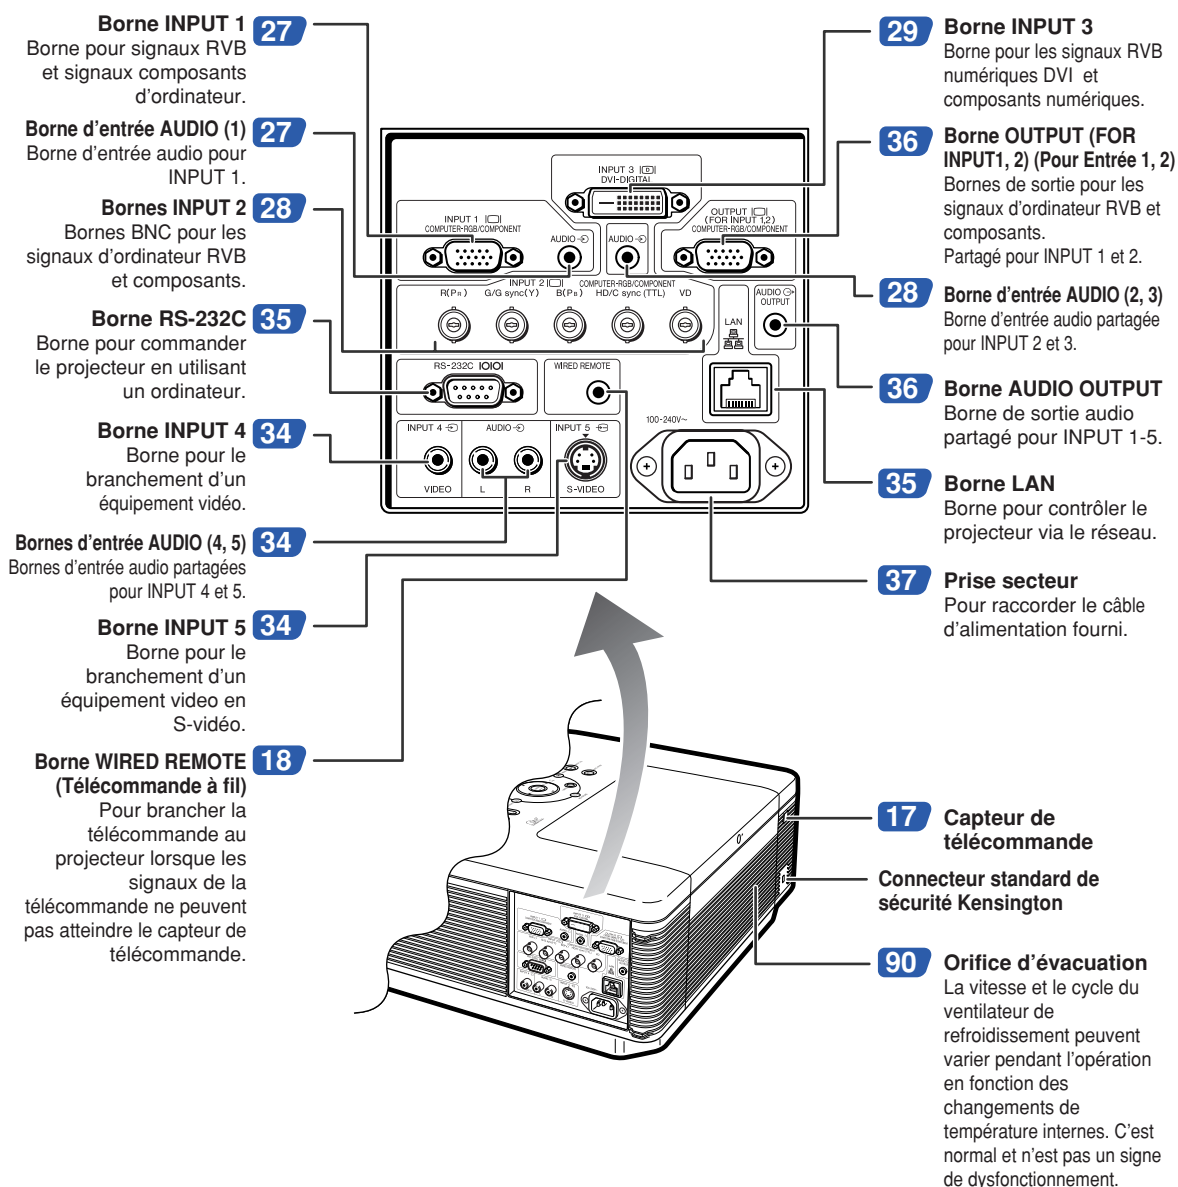 Borne INPUT 1
27
Borne pour signaux RVB
et signaux composants
d'ordinateur.
Borne d'entrée AUDIO (1)
27
Borne d'entrée audio pour
INPUT 1.
Bornes INPUT 2
28
Bornes BNC pour les
signaux d'ordinateur RVB
et composants.
Borne RS-232C
35
Borne pour commander
le projecteur en utilisant
un ordinateur.
Borne INPUT 4
34
Borne pour le
branchement d'un
équipement vidéo.
Bornes d'entrée AUDIO (4, 5)
34
Bornes d'entrée audio partagées
pour INPUT 4 et 5.
Borne INPUT 5
34
Borne pour le
branchement d'un
équipement video en
S-vidéo.
Borne WIRED REMOTE
18
(Télécommande à fil)
Pour brancher la
télécommande au
projecteur lorsque les
signaux de la
télécommande ne peuvent
pas atteindre le capteur de
télécommande.
INPUT 3
DVI-DIGITAL
INPUT 1
COMPUTER-RGB/COMPONENT
AUDIO
AUDIO
OUTPUT
(FOR INPUT 1,2)
COMPUTER-RGB/COMPONENT
INPUT 2
COMPUTER-RGB/COMPONENT
R(PR)
G/G sync(Y)
B(PB)
HD/C sync(TTL)
VD
AUDIO
OUTPUT
LAN
RS-232C
WIRED REMOTE
100-240V~
INPUT 4
AUDIO
INPUT 5
VIDEO
L
R
S-VIDEO
29
Borne INPUT 3
Borne pour les signaux RVB
numériques DVI et
composants numériques.
36
Borne OUTPUT (FOR
INPUT1, 2) (Pour Entrée 1, 2)
Bornes de sortie pour les
signaux d'ordinateur RVB et
composants.
Partagé pour INPUT 1 et 2.
28
Borne d'entrée AUDIO (2, 3)
Borne d'entrée audio partagée
pour INPUT 2 et 3.
36
Borne AUDIO OUTPUT
Borne de sortie audio
partagé pour INPUT 1-5.
35
Borne LAN
Borne pour contrôler le
projecteur via le réseau.
37
Prise secteur
Pour raccorder le câble
d'alimentation fourni.
17
Capteur de
télécommande
Connecteur standard de
sécurité Kensington
90
Orifice d'évacuation
La vitesse et le cycle du
ventilateur de
refroidissement peuvent
varier pendant l'opération
en fonction des
changements de
température internes. C'est
normal et n'est pas un signe
de dysfonctionnement.